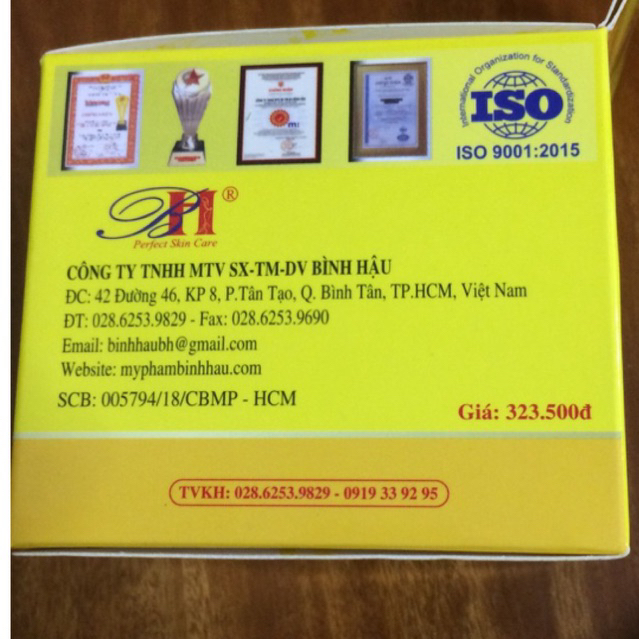 International Organization for Standardization
ISO
ISO 9001:2015
BH®
Perfect Skin Care
CÔNG TY TNHH MTV SX-TM-DV BÌNH HẬU
ĐC: 42 Đường 46, KP 8, P.Tân Tạo, Q. Bình Tân, TP.HCM, Việt Nam
ĐT: 028.6253.9829 - Fax: 028.6253.9690
Email: binhhaubh@gmail.com
Website: myphambinhhau.com
SCB: 005794/18/CBMP - HCM
Giá: 323.500đ
TVKH: 028.6253.9829 - 0919 33 92 95